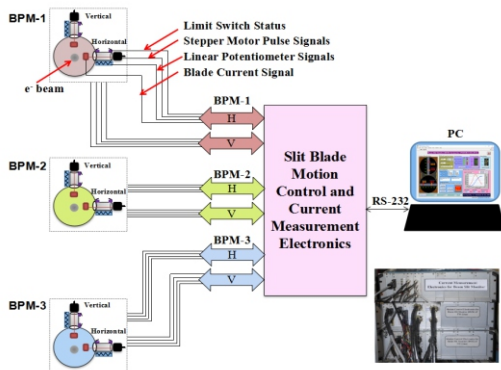 BPM-1
Vertical
Horizontal
e- beam
Limit Switch Status
Stepper Motor Pulse Signals
Linear Potentiometer Signals
Blade Current Signal
BPM-1
H
V
BPM-2
Vertical
Horizontal
BPM-2
H
V
BPM-3
H
V
BPM-3
Vertical
Horizontal
Slit Blade
Motion
Control and
Current
Measurement
Electronics
RS-232
PC
Current Measurement